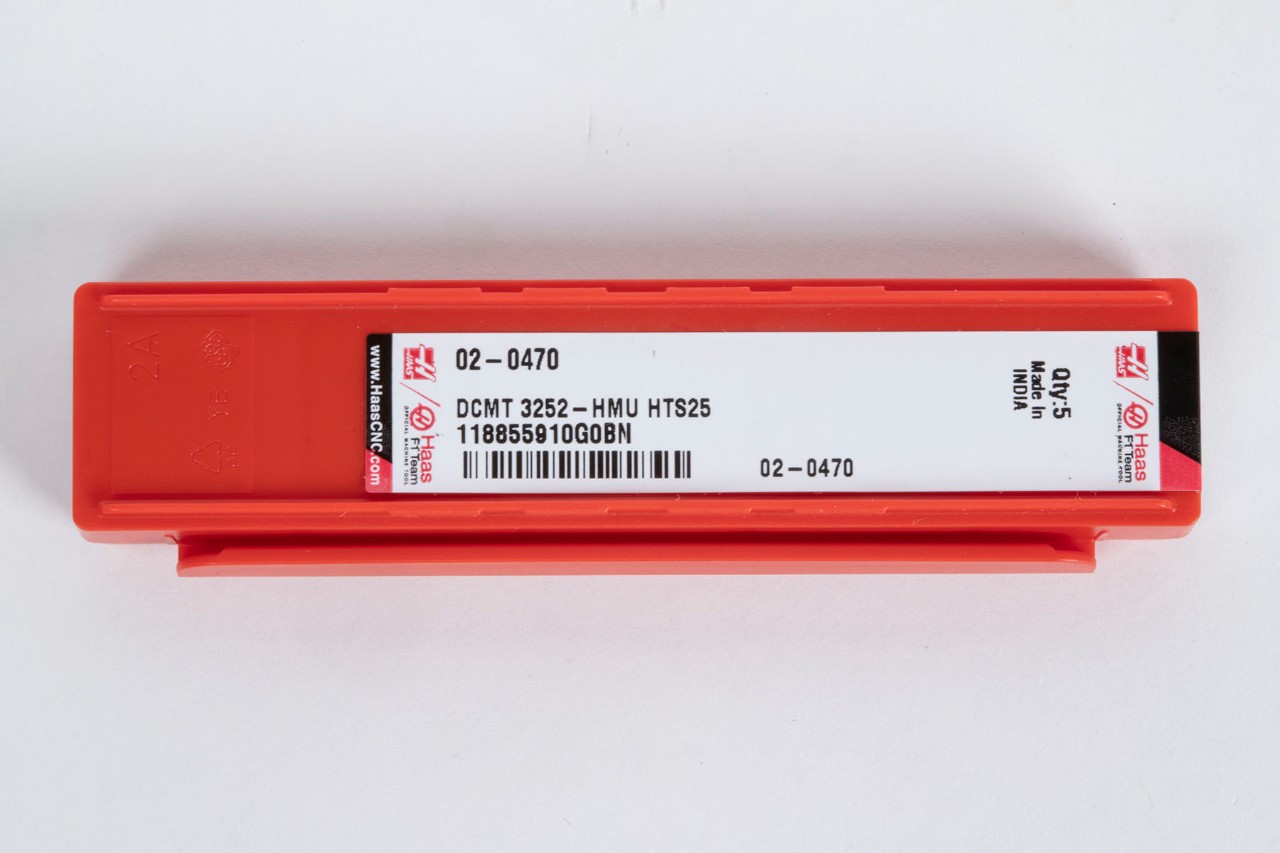 www.HaasCNC.com
HAAS
Haas
F1 Team
OFFICIAL MACHINE TOOL
02-0470
DCMT 3252-HMU HTS25
118855910G0BN
02-0470
Qty:5
Made In
INDIA
HAAS
Haas
F1 Team
OFFICIAL MACHINE TOOL
2A